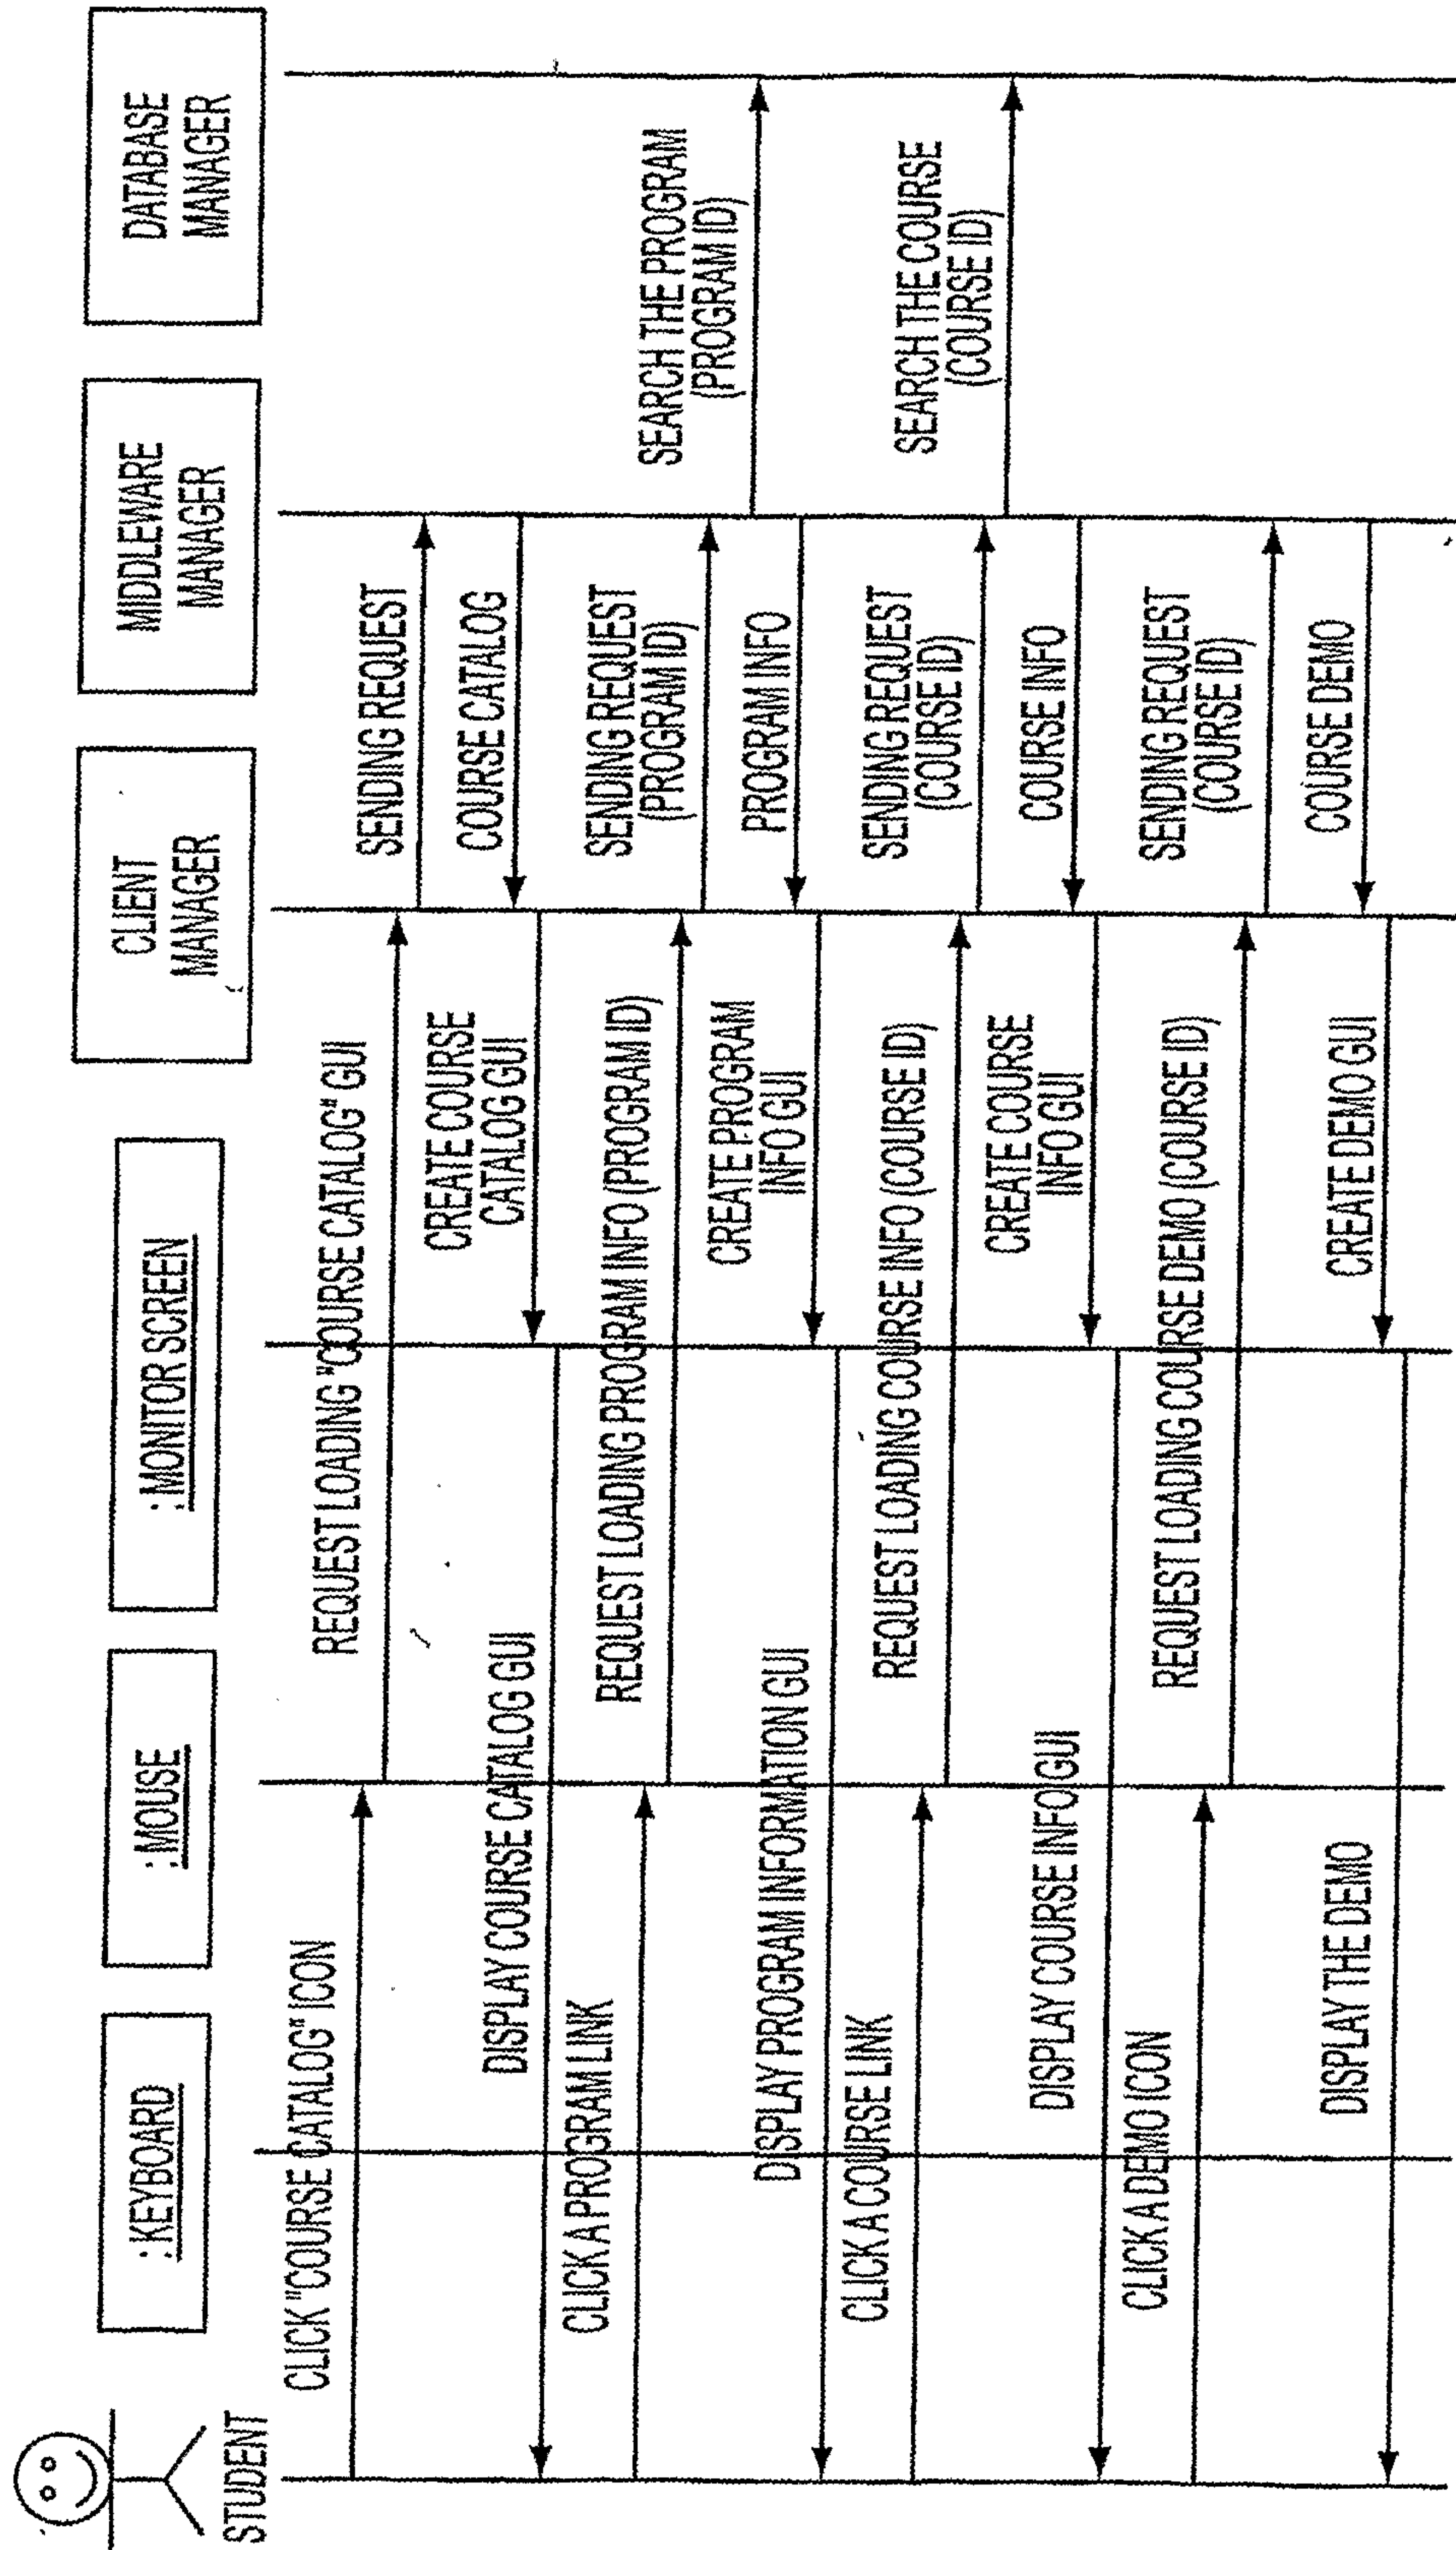 STUDENT
: KEYBOARD
: MOUSE
: MONITOR SCREEN
CLIENT
MANAGER
MIDDLEWARE
MANAGER
DATABASE
MANAGER
CLICK "COURSE CATALOG" ICON
REQUEST LOADING "COURSE CATALOG" GUI
SENDING REQUEST
COURSE CATALOG
CREATE COURSE
CATALOG GUI
DISPLAY COURSE CATALOG GUI
CLICK A PROGRAM LINK
REQUEST LOADING PROGRAM INFO (PROGRAM ID)
SENDING REQUEST
(PROGRAM ID)
SEARCH THE PROGRAM
(PROGRAM ID)
PROGRAM INFO
CREATE PROGRAM
INFO GUI
DISPLAY PROGRAM INFORMATION GUI
CLICK A COURSE LINK
REQUEST LOADING COURSE INFO (COURSE ID)
SENDING REQUEST
(COURSE ID)
SEARCH THE COURSE
(COURSE ID)
COURSE INFO
CREATE COURSE
INFO GUI
DISPLAY COURSE INFO GUI
CLICK A DEMO ICON
REQUEST LOADING COURSE DEMO (COURSE ID)
SENDING REQUEST
(COURSE ID)
COURSE DEMO
CREATE DEMO GUI
DISPLAY THE DEMO